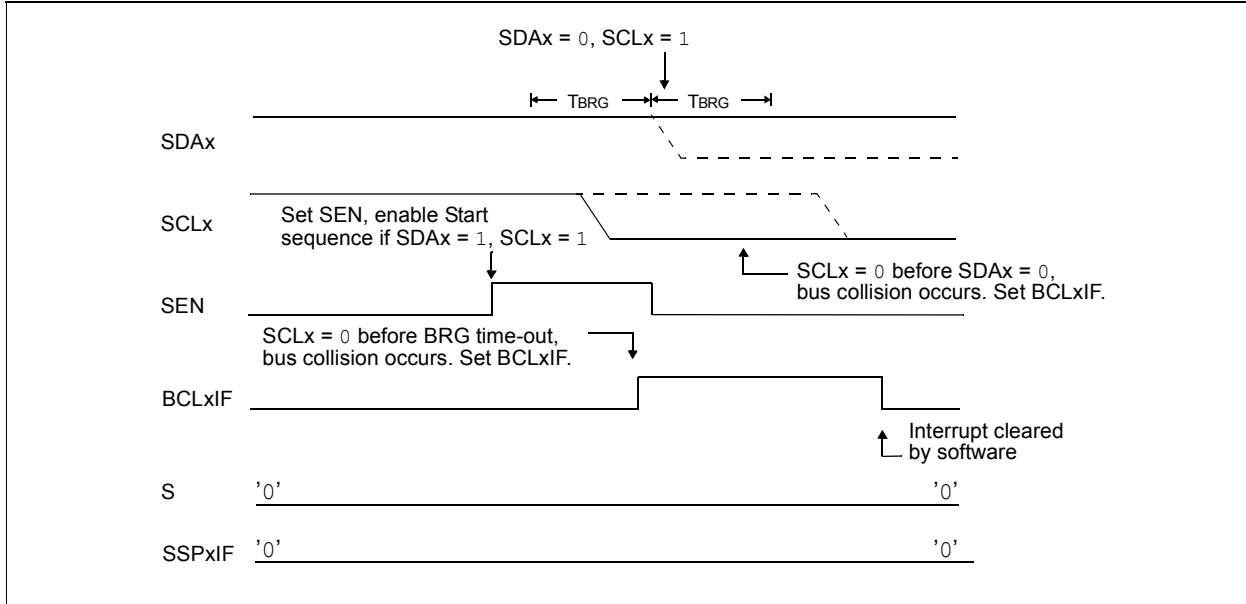 SDAx = 0, SCLx = 1
TBRG TBRG
SDAx
SCLx
Set SEN, enable Start
sequence if SDAx = 1, SCLx = 1
SCLx = 0 before SDAx = 0,
bus collision occurs. Set BCLxIF.
SEN
SCLx = 0 before BRG time-out,
bus collision occurs. Set BCLxIF.
BCLxIF
Interrupt cleared
by software
S '0' '0'
SSPxIF '0' '0'